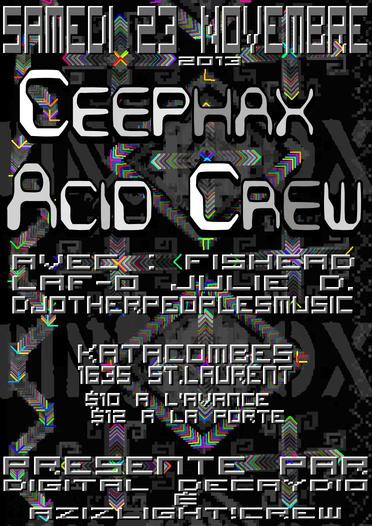 SAMEDI 23 NOVEMBRE
2013
CEEPHAX
ACID CREW
AVEC : FISHEAD
LAF-O JULIE D.
DJOTHERPEOPLESMUSIC
KATACOMBES
1635 ST.LAURENT
$10 A L'AVANCE
$12 A LA PORTE
PRESENTE PAR
DIGITAL DECAYDIO
&
AZIZLIGHT!CREW